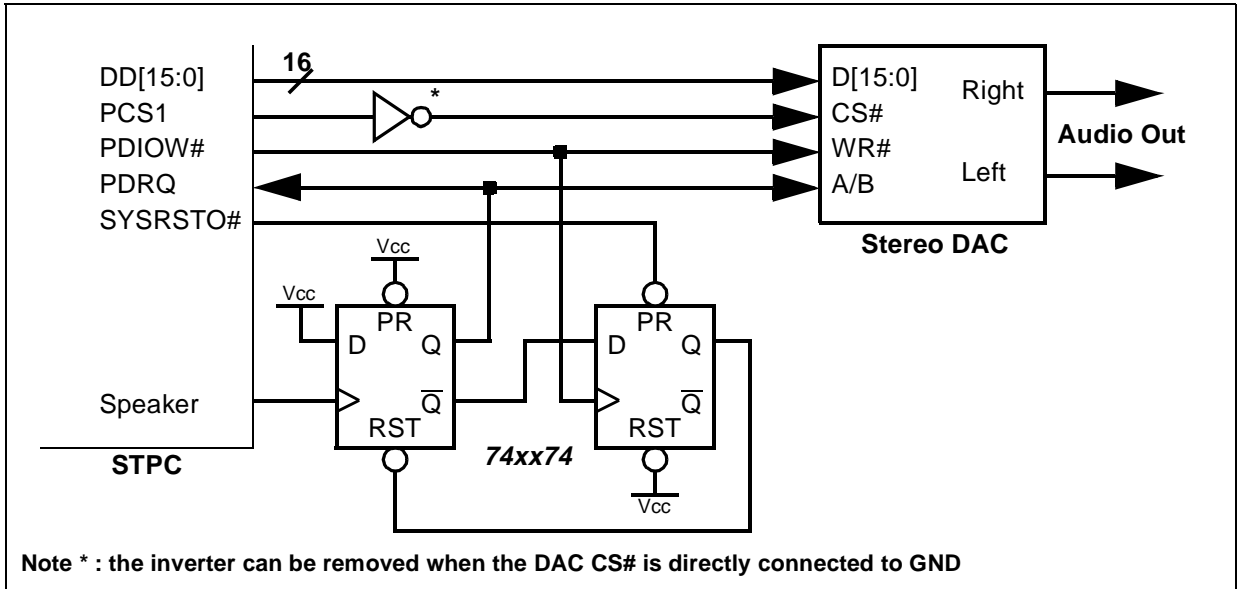 16
*
DD[15:0]
PCS1
PDIOW#
PDRQ
SYSRSTO#
D[15:0]
CS#
WR#
A/B
Right
Left
Audio Out
Stereo DAC
Vcc
Vcc
PR
D Q
Q
RST
PR
D Q
Q
RST
Vcc
74xx74
Speaker
STPC
Note * : the inverter can be removed when the DAC CS# is directly connected to GND